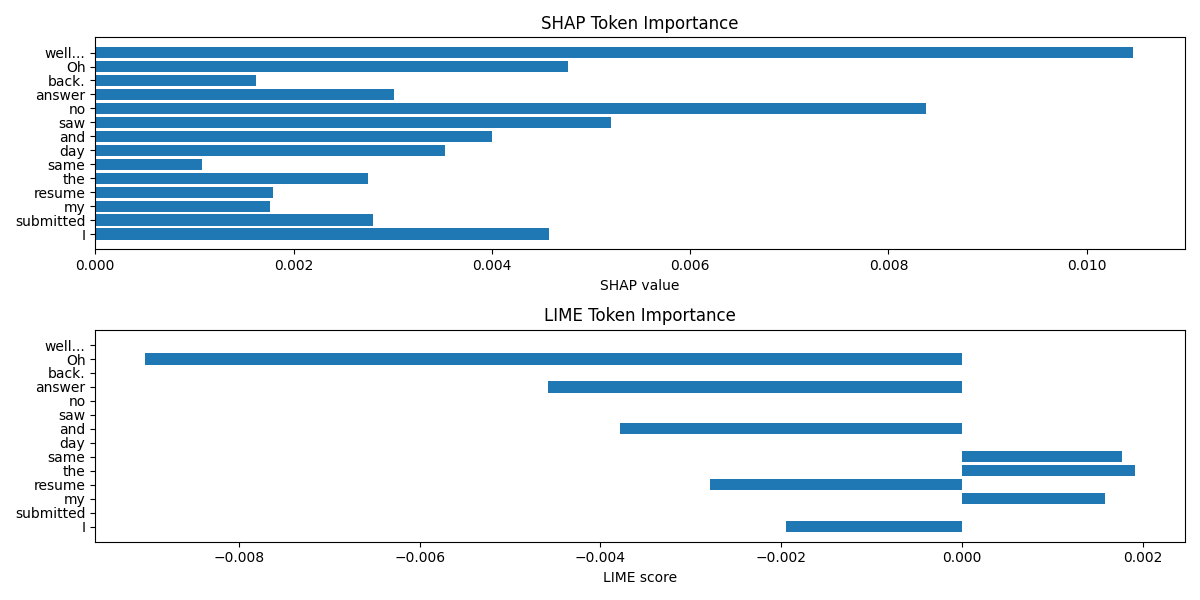 SHAP Token Importance
well...
Oh
back.
answer
no
saw
and
day
same
the
resume
my
submitted
I
0.000 0.002 0.004 0.006 0.008 0.010
SHAP value
LIME Token Importance
well...
Oh
back.
answer
no
saw
and
day
same
the
resume
my
submitted
I
−0.008 −0.006 −0.004 −0.002 0.000 0.002
LIME score